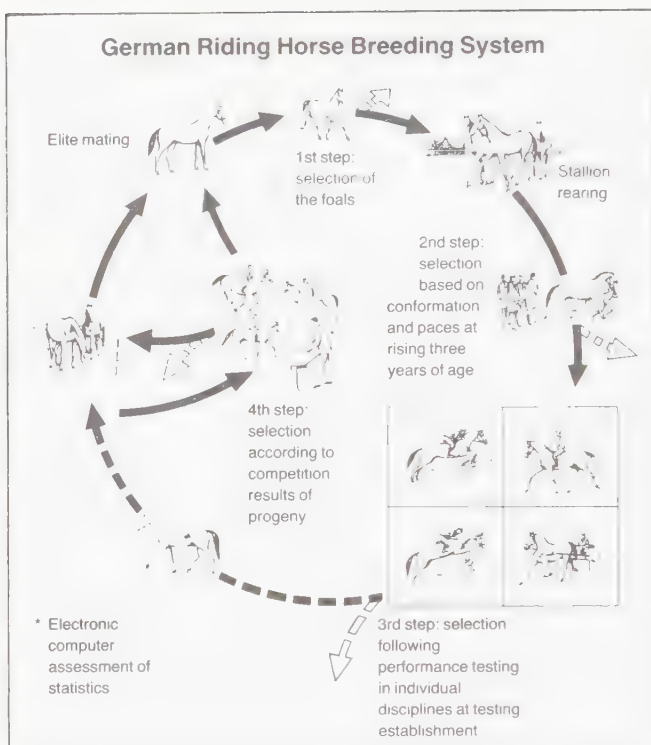 German Riding Horse Breeding System
Elite mating
1st step:
selection of
the foals
Stallion
rearing
2nd step:
selection
based on
conformation
and paces at
rising three
years of age
4th step:
selection
according to
competition
results of
progeny
* Electronic
computer
assessment of
statistics
3rd step: selection
following
performance testing
in individual
disciplines at testing
establishment